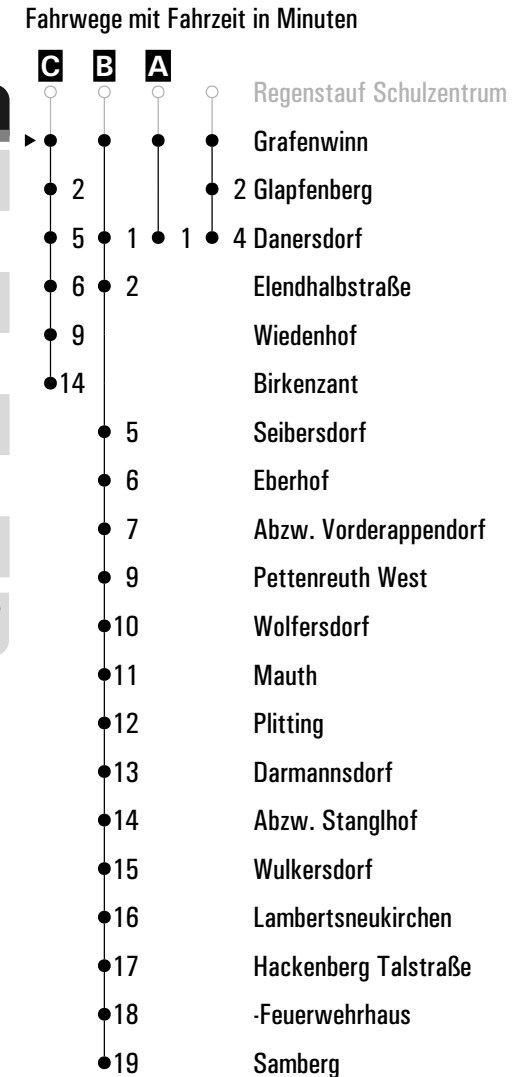 Fahrwege mit Fahrzeit in Minuten
C B A
Regenstauf Schulzentrum
Grafenwinn
2 2 Glapfenberg
5 1 1 4 Danersdorf
6 2 Elendhalbstraße
9 Wiedenhof
14 Birkenzant
5 Seibersdorf
6 Eberhof
7 Abzw. Vorderappendorf
9 Pettenreuth West
10 Wolfersdorf
11 Mauth
12 Plitting
13 Darmannsdorf
14 Abzw. Stanglhof
15 Wulkersdorf
16 Lambertsneukirchen
17 Hackenberg Talstraße
18 -Feuerwehrhaus
19 Samberg